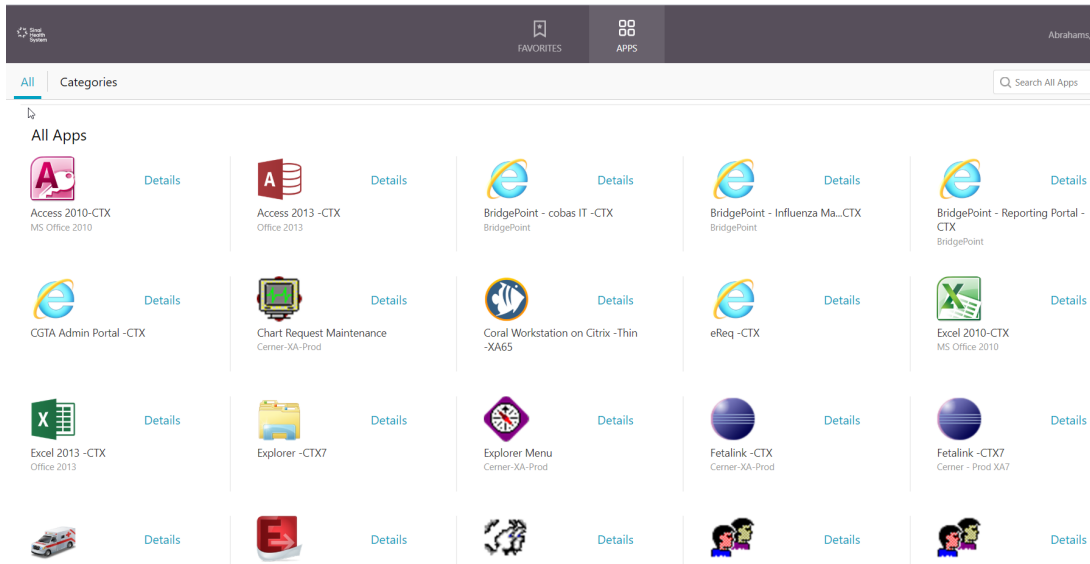 Sinai
Health
System
FAVORITES
APPS
Abrahams,
All
Categories
Search All Apps
All Apps
Details
Details
Details
Details
Details
Access 2010-CTX
MS Office 2010
Access 2013 -CTX
Office 2013
BridgePoint - cobas IT -CTX
BridgePoint
BridgePoint - Influenza Ma...CTX
BridgePoint
BridgePoint - Reporting Portal -
CTX
BridgePoint
Details
Details
Details
Details
Details
CGTA Admin Portal -CTX
Chart Request Maintenance
Cerner-XA-Prod
Coral Workstation on Citrix -Thin
-XA65
eReq -CTX
Excel 2010-CTX
MS Office 2010
Details
Details
Details
Details
Details
Excel 2013 -CTX
Office 2013
Explorer -CTX7
Explorer Menu
Cerner-XA-Prod
Fetalink -CTX
Cerner-XA-Prod
Fetalink -CTX7
Cerner - Prod XA7
Details
Details
Details
Details
Details